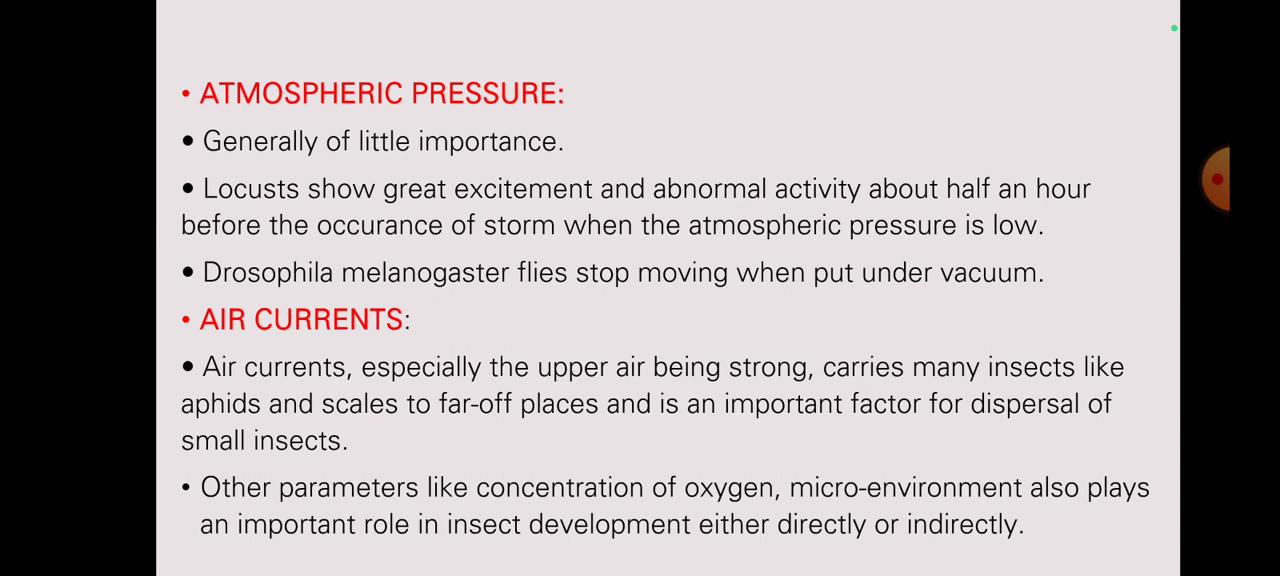 • ATMOSPHERIC PRESSURE:
• Generally of little importance.
• Locusts show great excitement and abnormal activity about half an hour
before the occurance of storm when the atmospheric pressure is low.
• Drosophila melanogaster flies stop moving when put under vacuum.
• AIR CURRENTS:
• Air currents, especially the upper air being strong, carries many insects like
aphids and scales to far-off places and is an important factor for dispersal of
small insects.
• Other parameters like concentration of oxygen, micro-environment also plays
an important role in insect development either directly or indirectly.